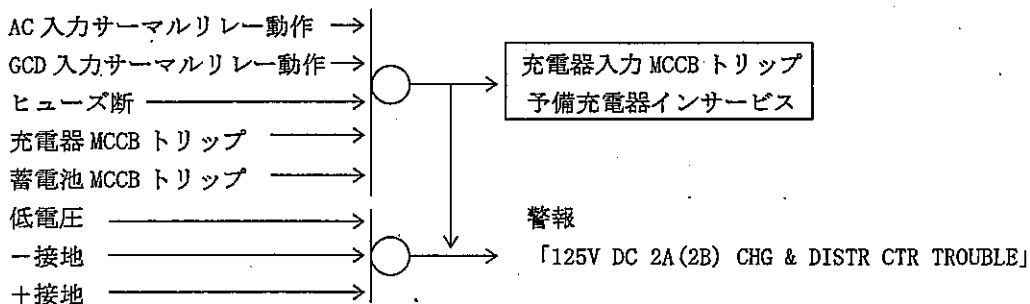 AC入力サーマルリレー動作
GCD入力サーマルリレー動作
ヒューズ断
充電器MCCBトリップ
蓄電池MCCBトリップ
低電圧
－接地
＋接地
充電器入力MCCBトリップ
予備充電器インサービス
警報
「125V DC 2A(2B) CHG & DISTR CTR TROUBLE」